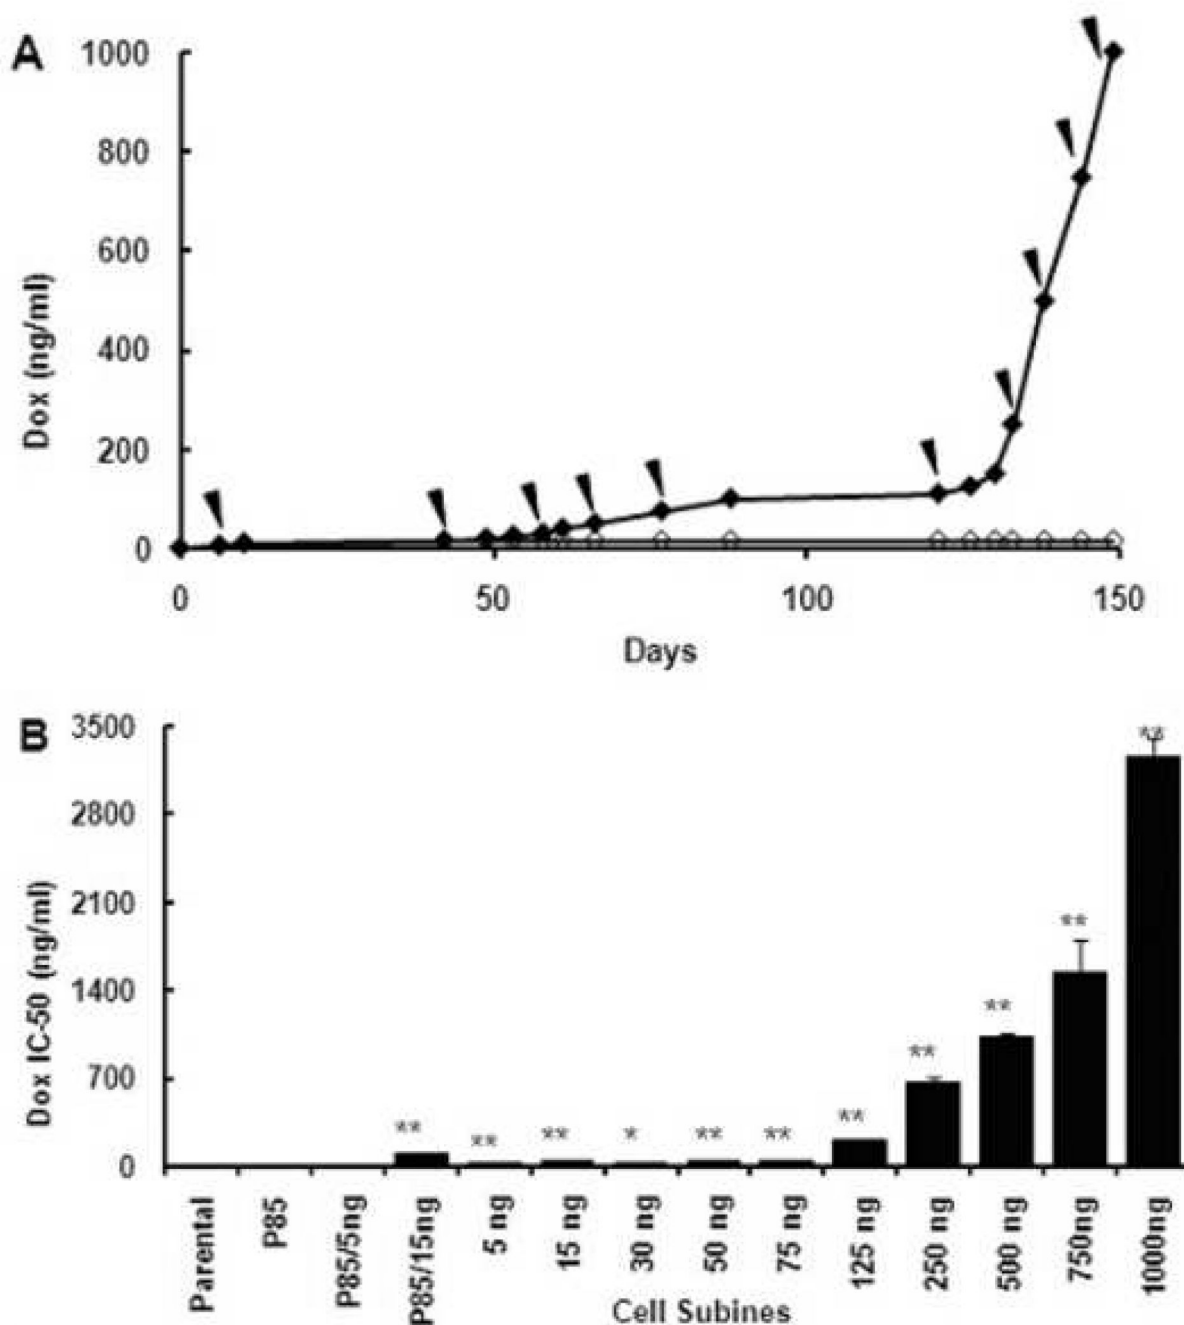 A
1000
800
600
400
200
0
Dox (ng/ml)
0 50 100 150
Days
B
3500
2800
2100
1400
700
0
Dox IC-50 (ng/ml)
** ** ** * ** ** ** ** ** ** **
Parental
P85
P85/5ng
P85/15ng
5 ng
15 ng
30 ng
50 ng
75 ng
125 ng
250 ng
500 ng
750ng
1000ng
Cell Subines